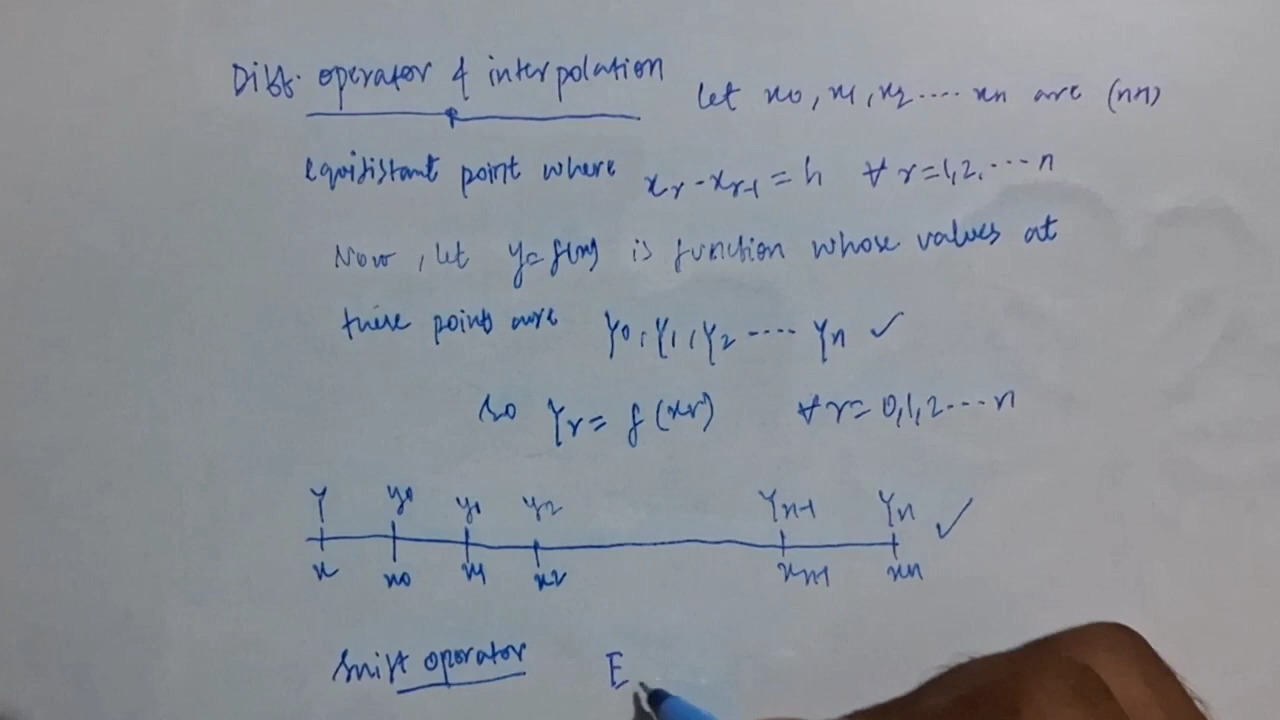 Diff. operator & interpolation let x0, x1, x2 .... xn are (n+1)
equidistant point where xr - xr-1 = h ∀ r=1,2,...n
Now, let y=f(x) is function whose values at
these points are Y0, Y1, Y2 .... Yn ✓
so Yr = f(xr) ∀ r= 0,1,2...n
Y y0 y1 y2 Yn-1 Yn ✓
x x0 x1 x2 xn-1 xn
Shift operator E